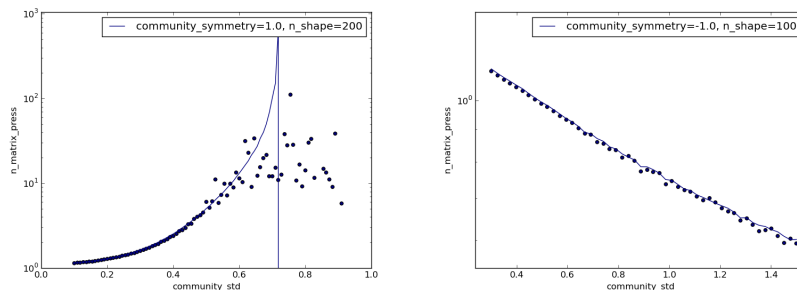 10³
community_symmetry=1.0, n_shape=200
10²
n_matrix_press
10¹
10⁰
0.0 0.2 0.4 0.6 0.8 1.0
community_std
community_symmetry=-1.0, n_shape=100
10⁰
n_matrix_press
0.4 0.6 0.8 1.0 1.2 1.4
community_std